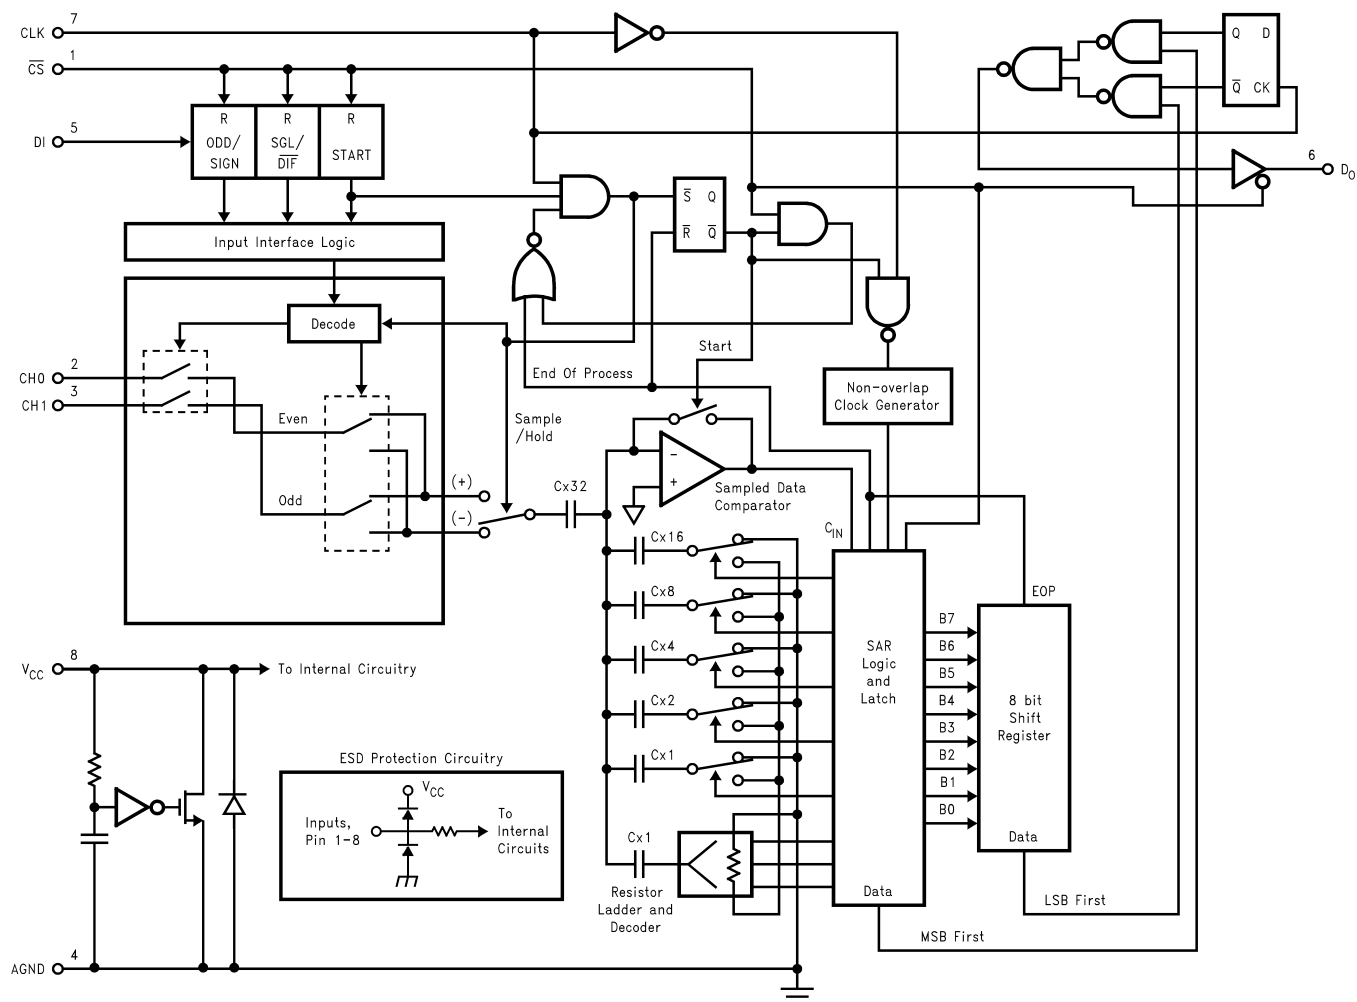 CLK 7
CS 1
DI 5
R R R
ODD/ SIGN
SGL/ DIF
START
Q D
Q CK
6 DO
Input Interface Logic
S Q
R Q
Decode
CH0 2
CH1 3
Even
Odd
(+)
(-)
Sample
/Hold
End Of Process
Start
Non-overlap
Clock Generator
Cx32
-
+
Sampled Data
Comparator
CIN
Cx16
Cx8
Cx4
Cx2
Cx1
Cx1
Resistor
Ladder and
Decoder
SAR
Logic
and
Latch
Data
EOP
B7
B6
B5
B4
B3
B2
B1
B0
8 bit
Shift
Register
Data
LSB First
MSB First
VCC 8
To Internal Circuitry
ESD Protection Circuitry
VCC
Inputs,
Pin 1-8
To
Internal
Circuits
AGND 4